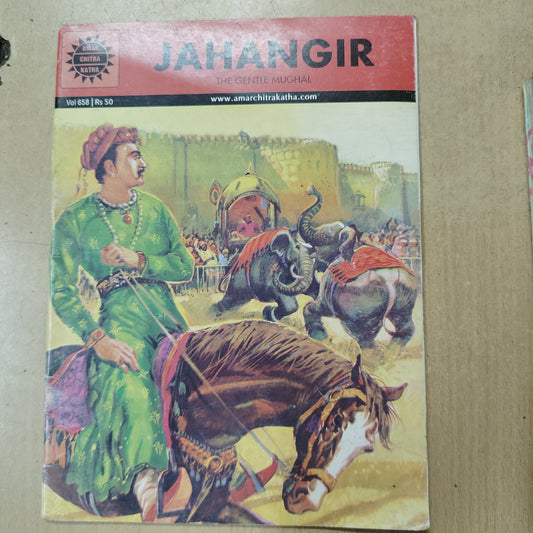 AMAR
CHITRA
KATHA
JAHANGIR
THE GENTLE MUGHAL
Vol 658 | Rs 50
www.amarchitrakatha.com